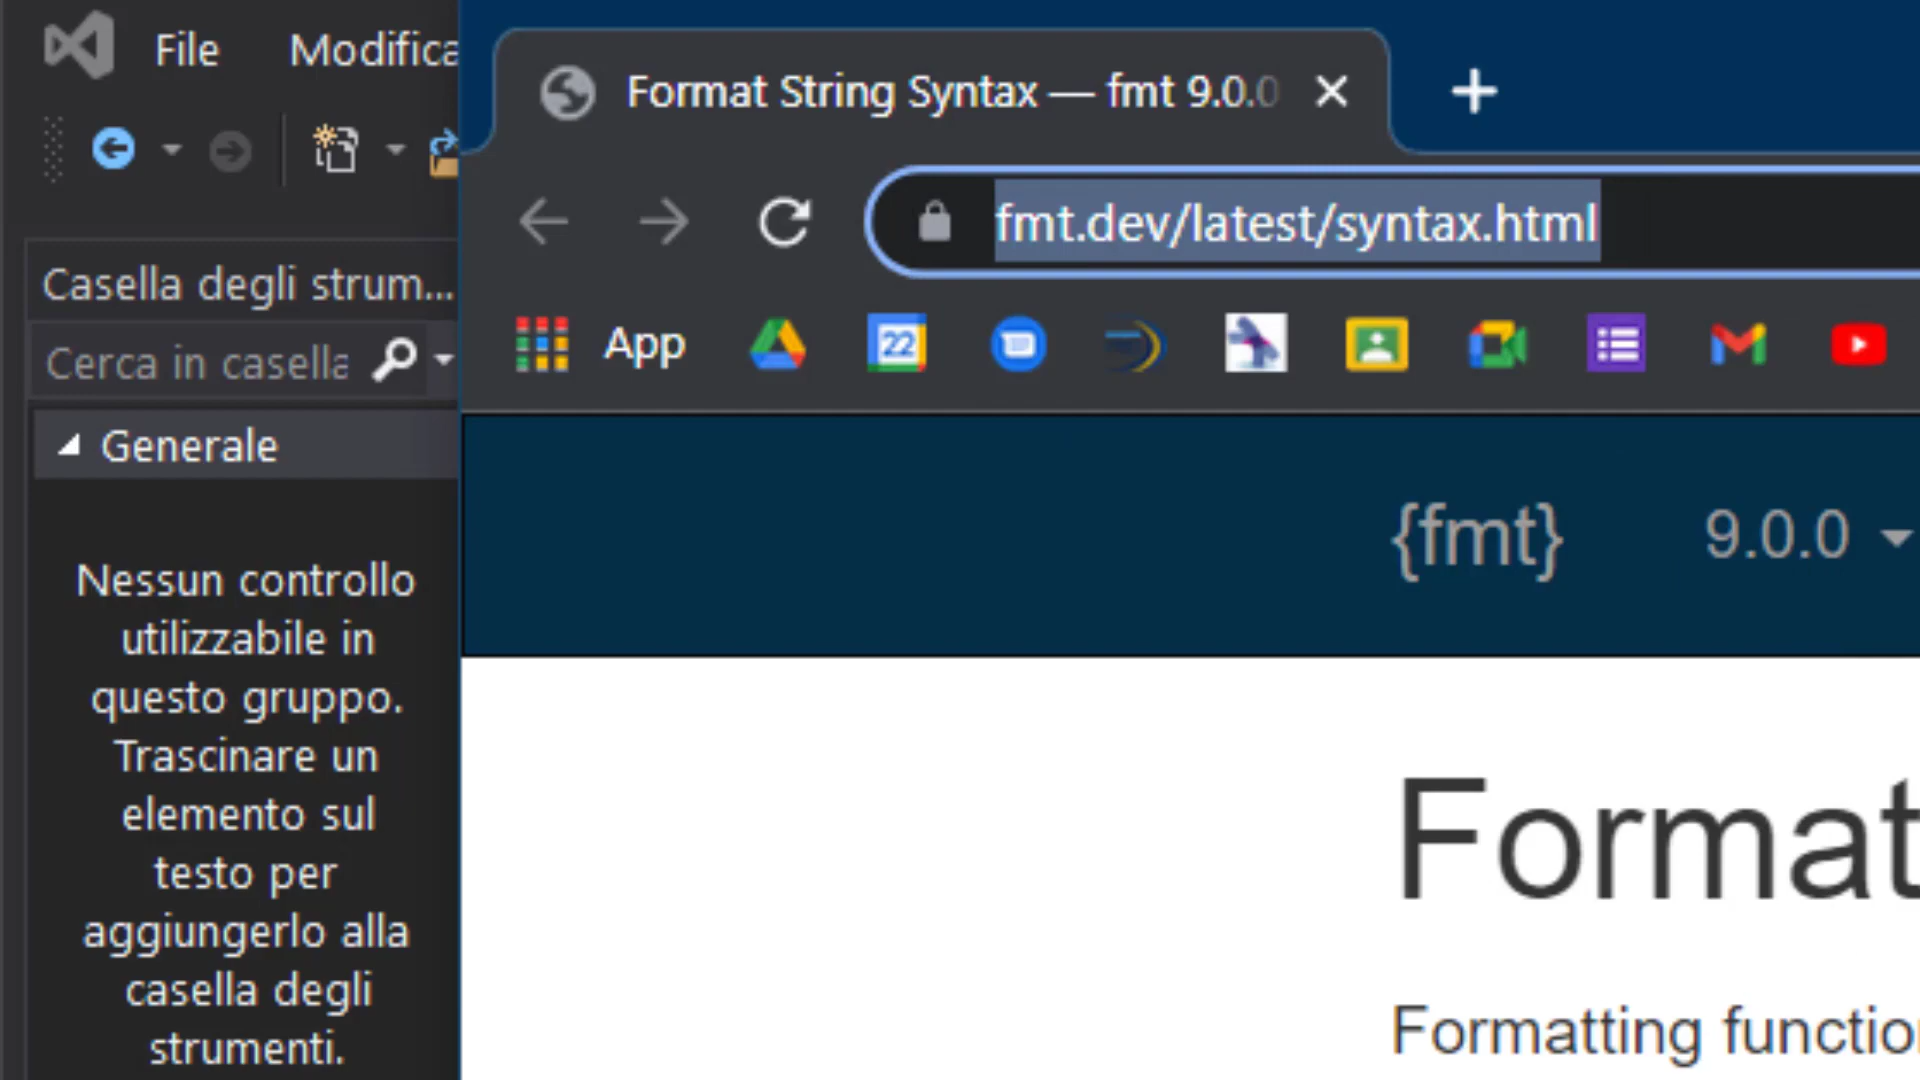 File Modifica
Casella degli strum...
Cerca in casella
Generale
Nessun controllo
utilizzabile in
questo gruppo.
Trascinare un
elemento sul
testo per
aggiungerlo alla
casella degli
strumenti.
Format String Syntax — fmt 9.0.0
fmt.dev/latest/syntax.html
App
22
{fmt} 9.0.0
Format
Formatting function